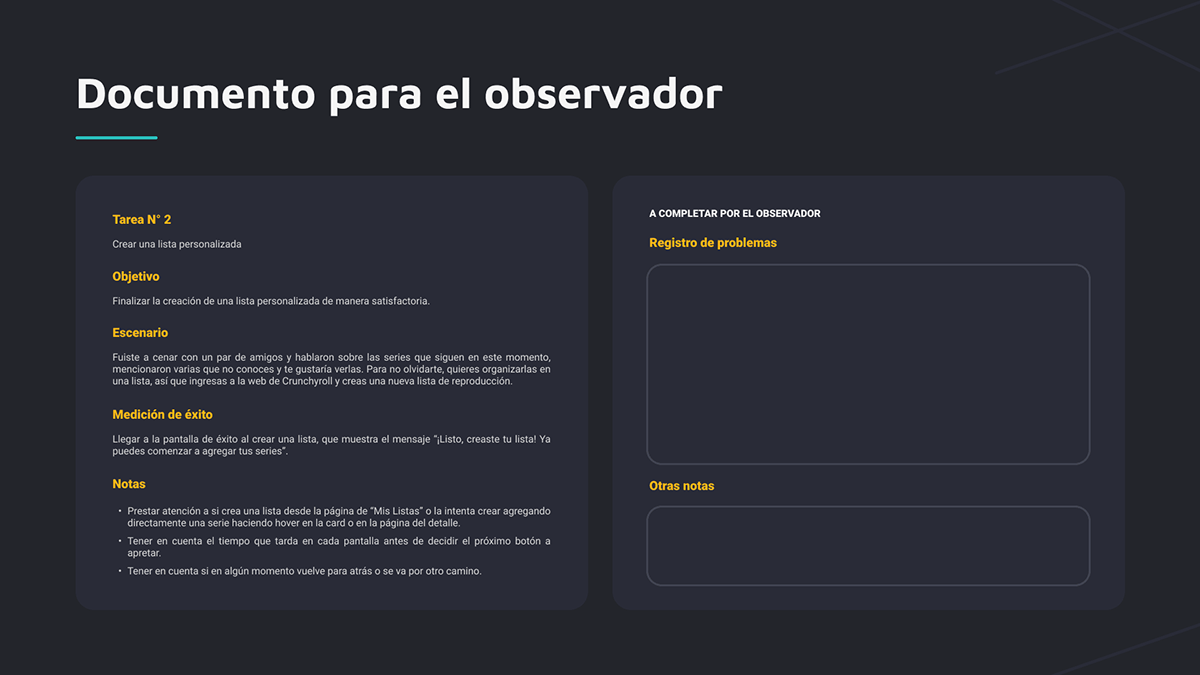 Documento para el observador
Tarea N° 2
Crear una lista personalizada
Objetivo
Finalizar la creación de una lista personalizada de manera satisfactoria.
Escenario
Fuiste a cenar con un par de amigos y hablaron sobre las series que siguen en este momento,
mencionaron varias que no conoces y te gustaría verlas. Para no olvidarte, quieres organizarlas en
una lista, así que ingresas a la web de Crunchyroll y creas una nueva lista de reproducción.
Medición de éxito
Llegar a la pantalla de éxito al crear una lista, que muestra el mensaje “¡Listo, creaste tu lista! Ya
puedes comenzar a agregar tus series”.
Notas
• Prestar atención a si crea una lista desde la página de “Mis Listas” o la intenta crear agregando
directamente una serie haciendo hover en la card o en la página del detalle.
• Tener en cuenta el tiempo que tarda en cada pantalla antes de decidir el próximo botón a
apretar.
• Tener en cuenta si en algún momento vuelve para atrás o se va por otro camino.
A COMPLETAR POR EL OBSERVADOR
Registro de problemas
Otras notas